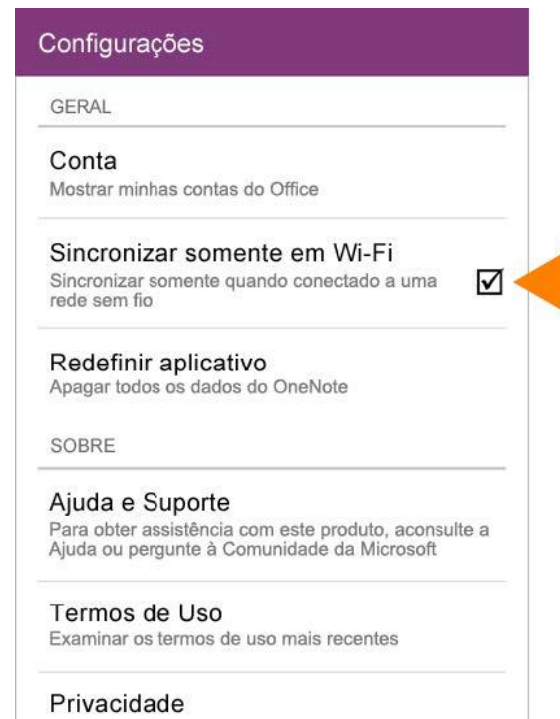 Configurações
GERAL
Conta
Mostrar minhas contas do Office
Sincronizar somente em Wi-Fi
Sincronizar somente quando conectado a uma
rede sem fio
Redefinir aplicativo
Apagar todos os dados do OneNote
SOBRE
Ajuda e Suporte
Para obter assistência com este produto, aconsulte a
Ajuda ou pergunte à Comunidade da Microsoft
Termos de Uso
Examinar os termos de uso mais recentes
Privacidade